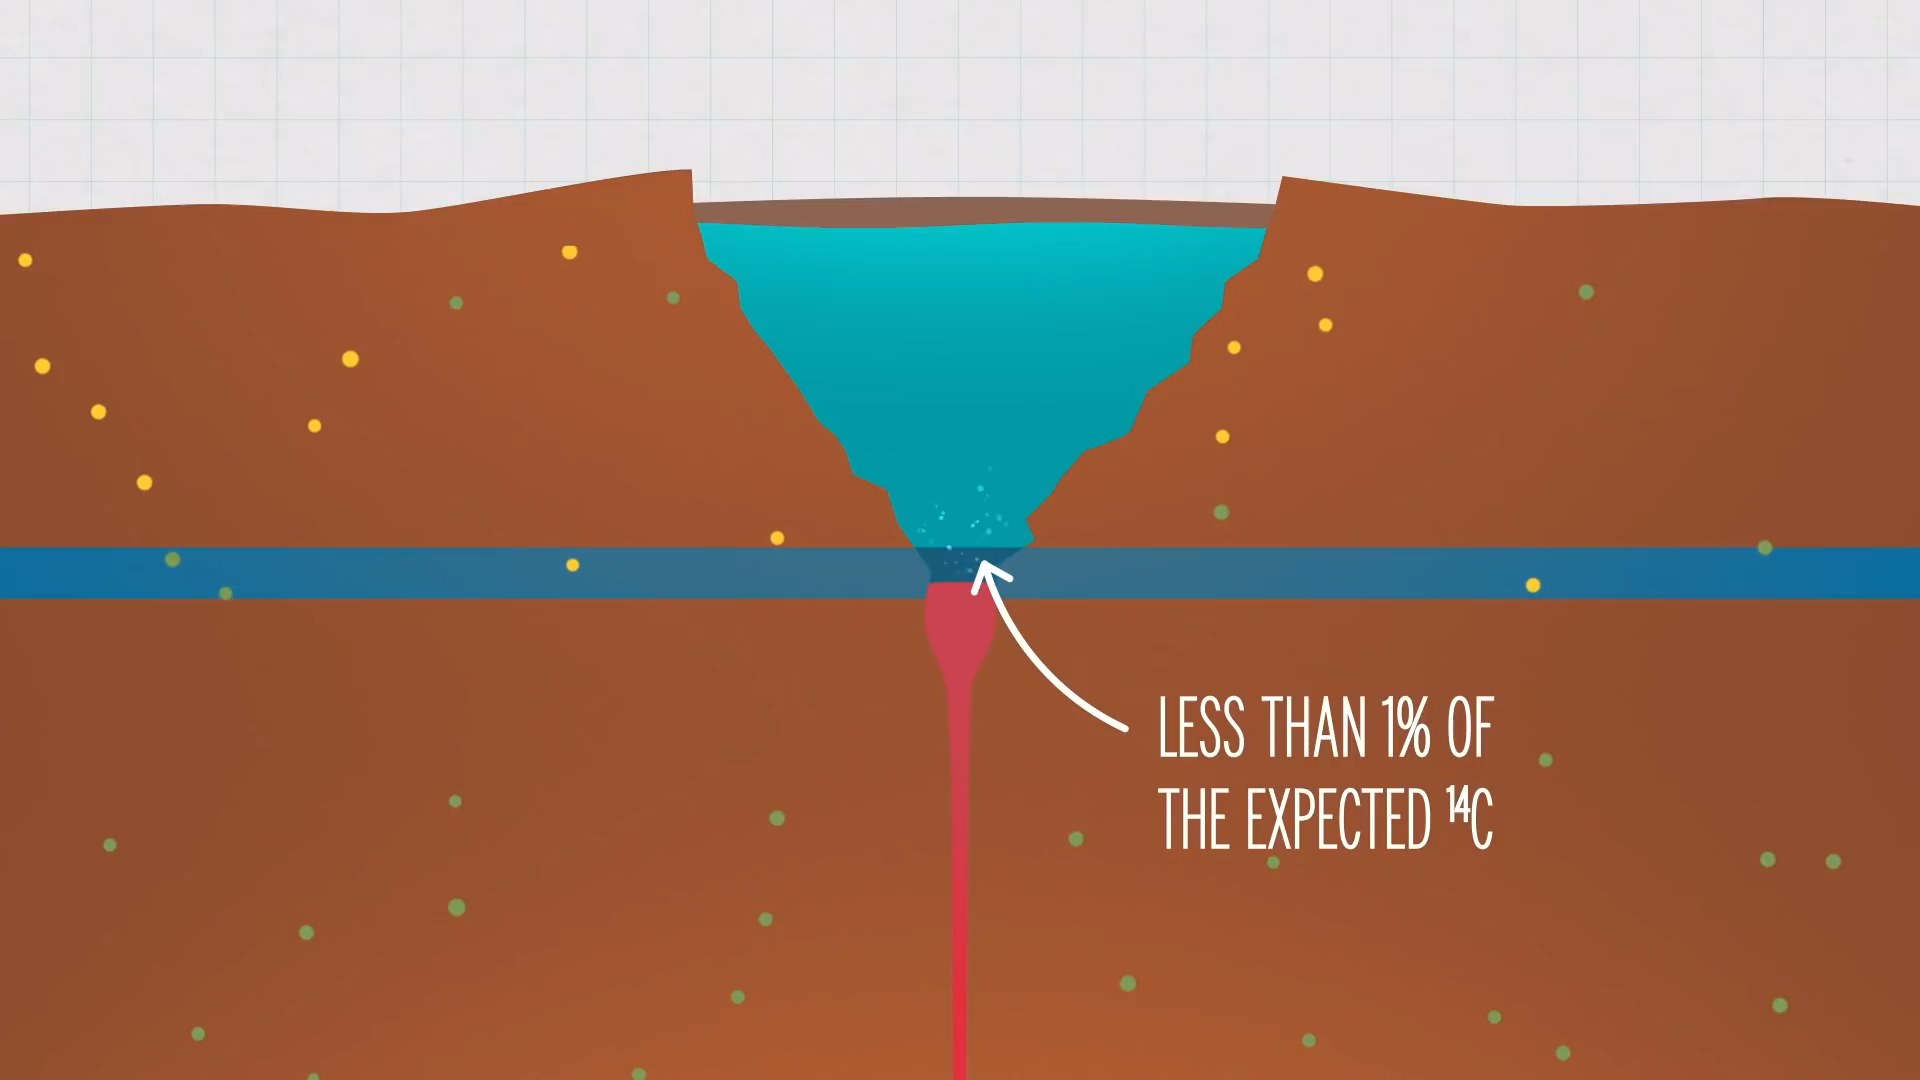 LESS THAN 1% OF
THE EXPECTED ¹⁴C